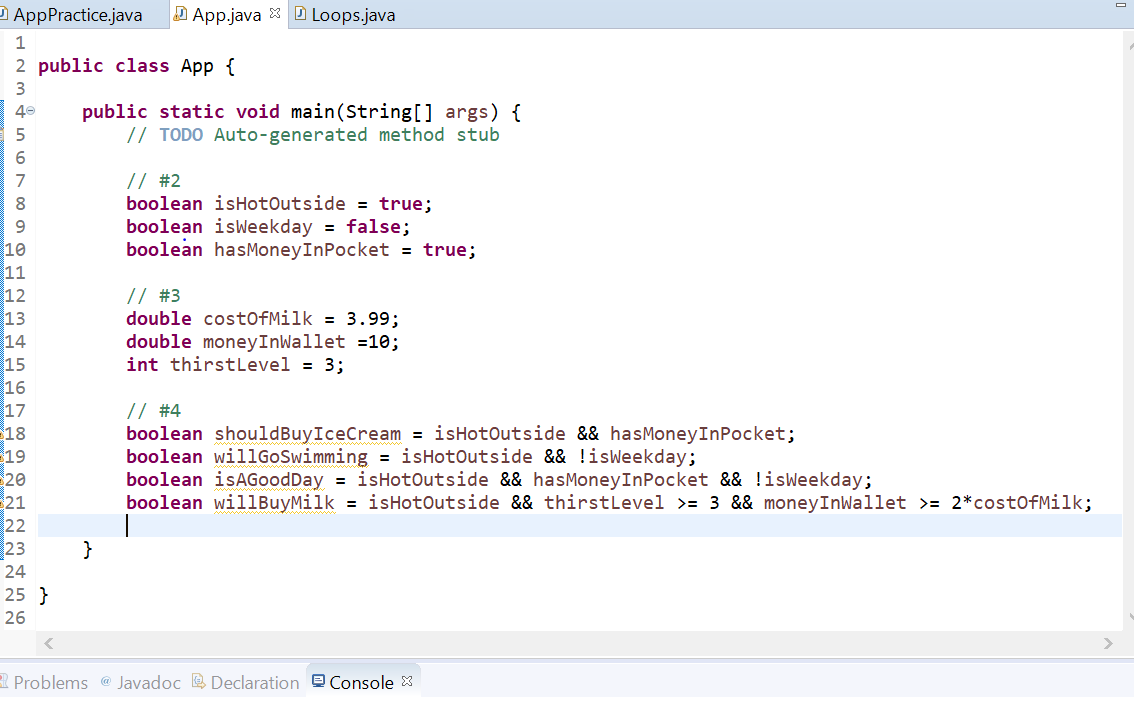 AppPractice.java App.java Loops.java
1
2 public class App {
3
4 public static void main(String[] args) {
5 // TODO Auto-generated method stub
6
7 // #2
8 boolean isHotOutside = true;
9 boolean isWeekday = false;
10 boolean hasMoneyInPocket = true;
11
12 // #3
13 double costOfMilk = 3.99;
14 double moneyInWallet =10;
15 int thirstLevel = 3;
16
17 // #4
18 boolean shouldBuyIceCream = isHotOutside && hasMoneyInPocket;
19 boolean willGoSwimming = isHotOutside && !isWeekday;
20 boolean isAGoodDay = isHotOutside && hasMoneyInPocket && !isWeekday;
21 boolean willBuyMilk = isHotOutside && thirstLevel >= 3 && moneyInWallet >= 2*costOfMilk;
22
23 }
24
25 }
26
Problems @ Javadoc Declaration Console